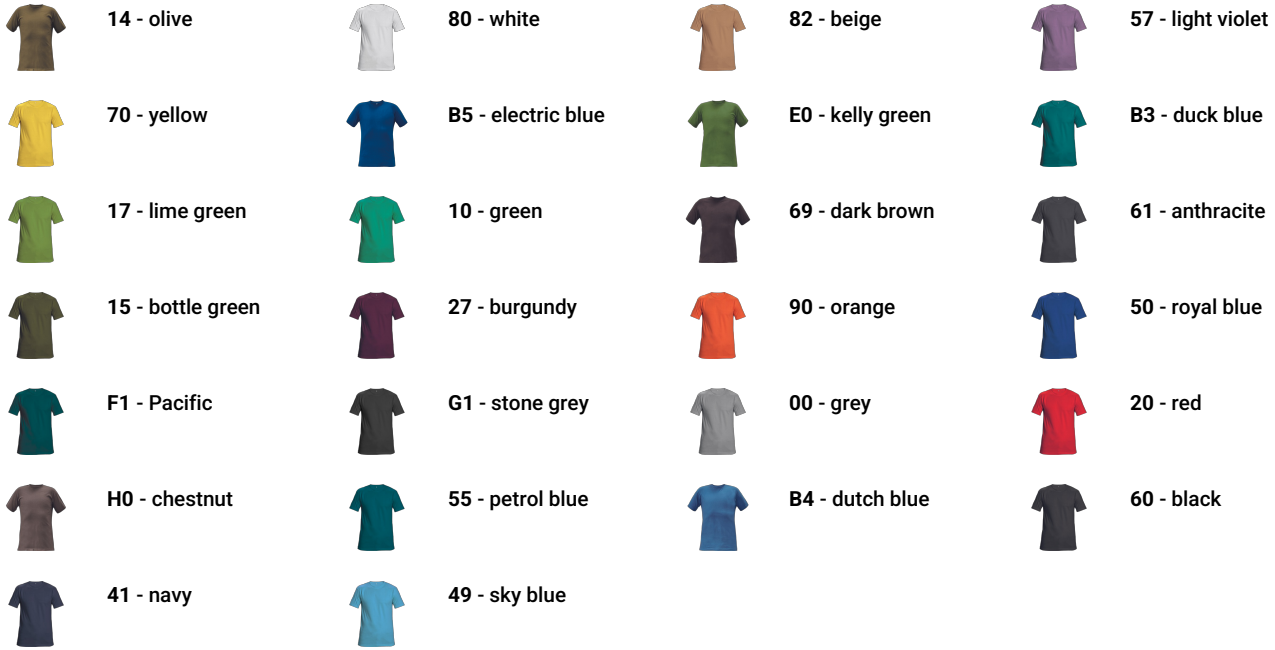 14 - olive
80 - white
82 - beige
57 - light violet
70 - yellow
B5 - electric blue
E0 - kelly green
B3 - duck blue
17 - lime green
10 - green
69 - dark brown
61 - anthracite
15 - bottle green
27 - burgundy
90 - orange
50 - royal blue
F1 - Pacific
G1 - stone grey
00 - grey
20 - red
H0 - chestnut
55 - petrol blue
B4 - dutch blue
60 - black
41 - navy
49 - sky blue